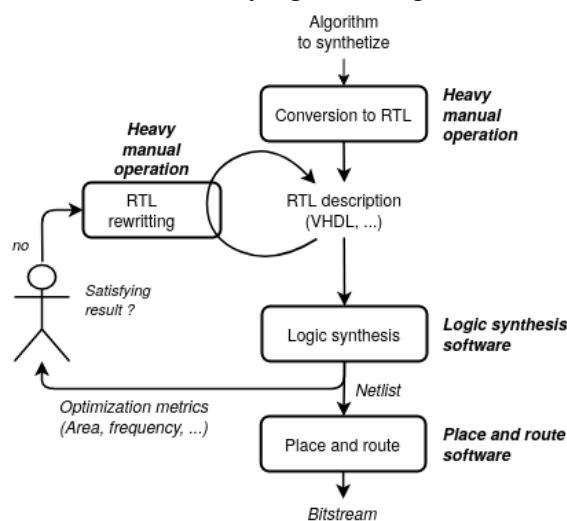 Algorithm
to synthetize
Conversion to RTL
Heavy
manual
operation
Heavy
manual
operation
RTL
rewritting
RTL description
(VHDL, ...)
no
Satisfying
result ?
Logic synthesis
Logic synthesis
software
Optimization metrics
(Area, frequency, ...)
Netlist
Place and route
Place and route
software
Bitstream